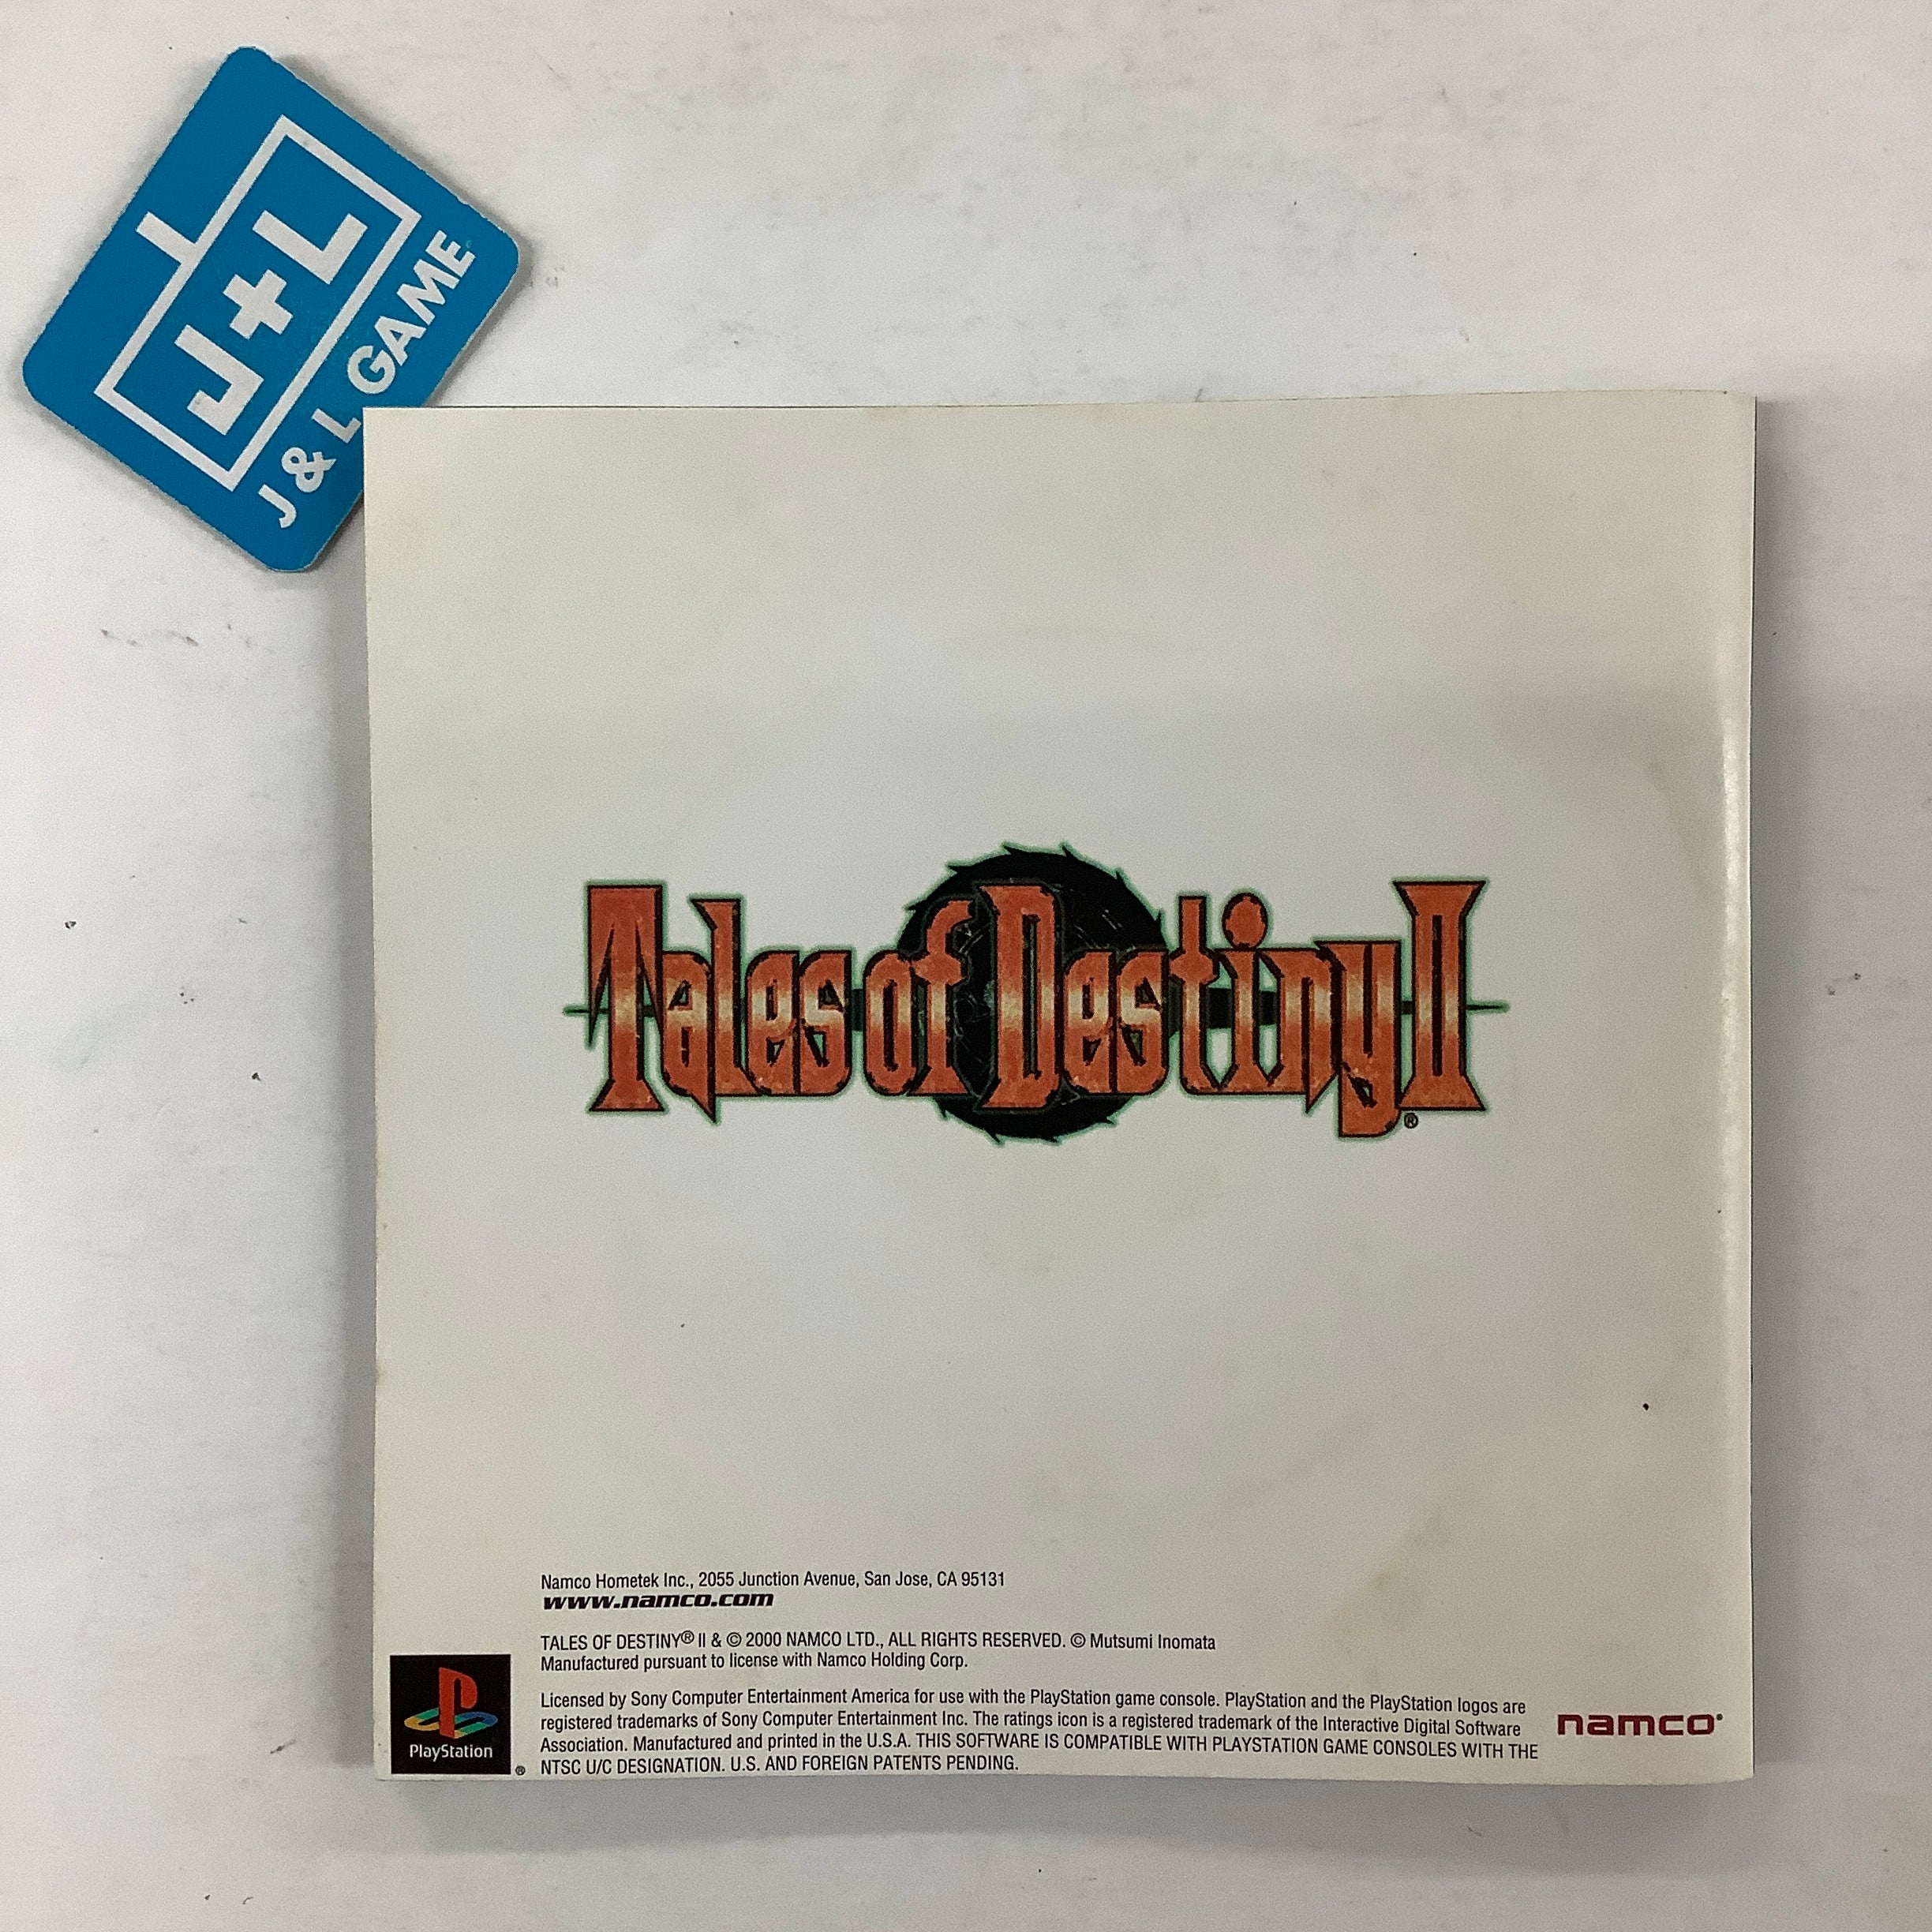 J+L
J & L GAME
Tales of Destiny II
®
Namco Hometek Inc., 2055 Junction Avenue, San Jose, CA 95131
www.namco.com
TALES OF DESTINY® II & © 2000 NAMCO LTD., ALL RIGHTS RESERVED. © Mutsumi Inomata
Manufactured pursuant to license with Namco Holding Corp.
Licensed by Sony Computer Entertainment America for use with the PlayStation game console. PlayStation and the PlayStation logos are
registered trademarks of Sony Computer Entertainment Inc. The ratings icon is a registered trademark of the Interactive Digital Software
Association. Manufactured and printed in the U.S.A. THIS SOFTWARE IS COMPATIBLE WITH PLAYSTATION GAME CONSOLES WITH THE
NTSC U/C DESIGNATION. U.S. AND FOREIGN PATENTS PENDING.
PlayStation
®
namco